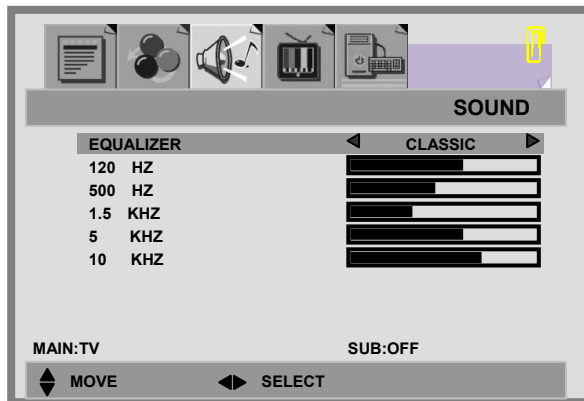 SOUND
EQUALIZER CLASSIC
120 HZ
500 HZ
1.5 KHZ
5 KHZ
10 KHZ
MAIN:TV SUB:OFF
MOVE SELECT